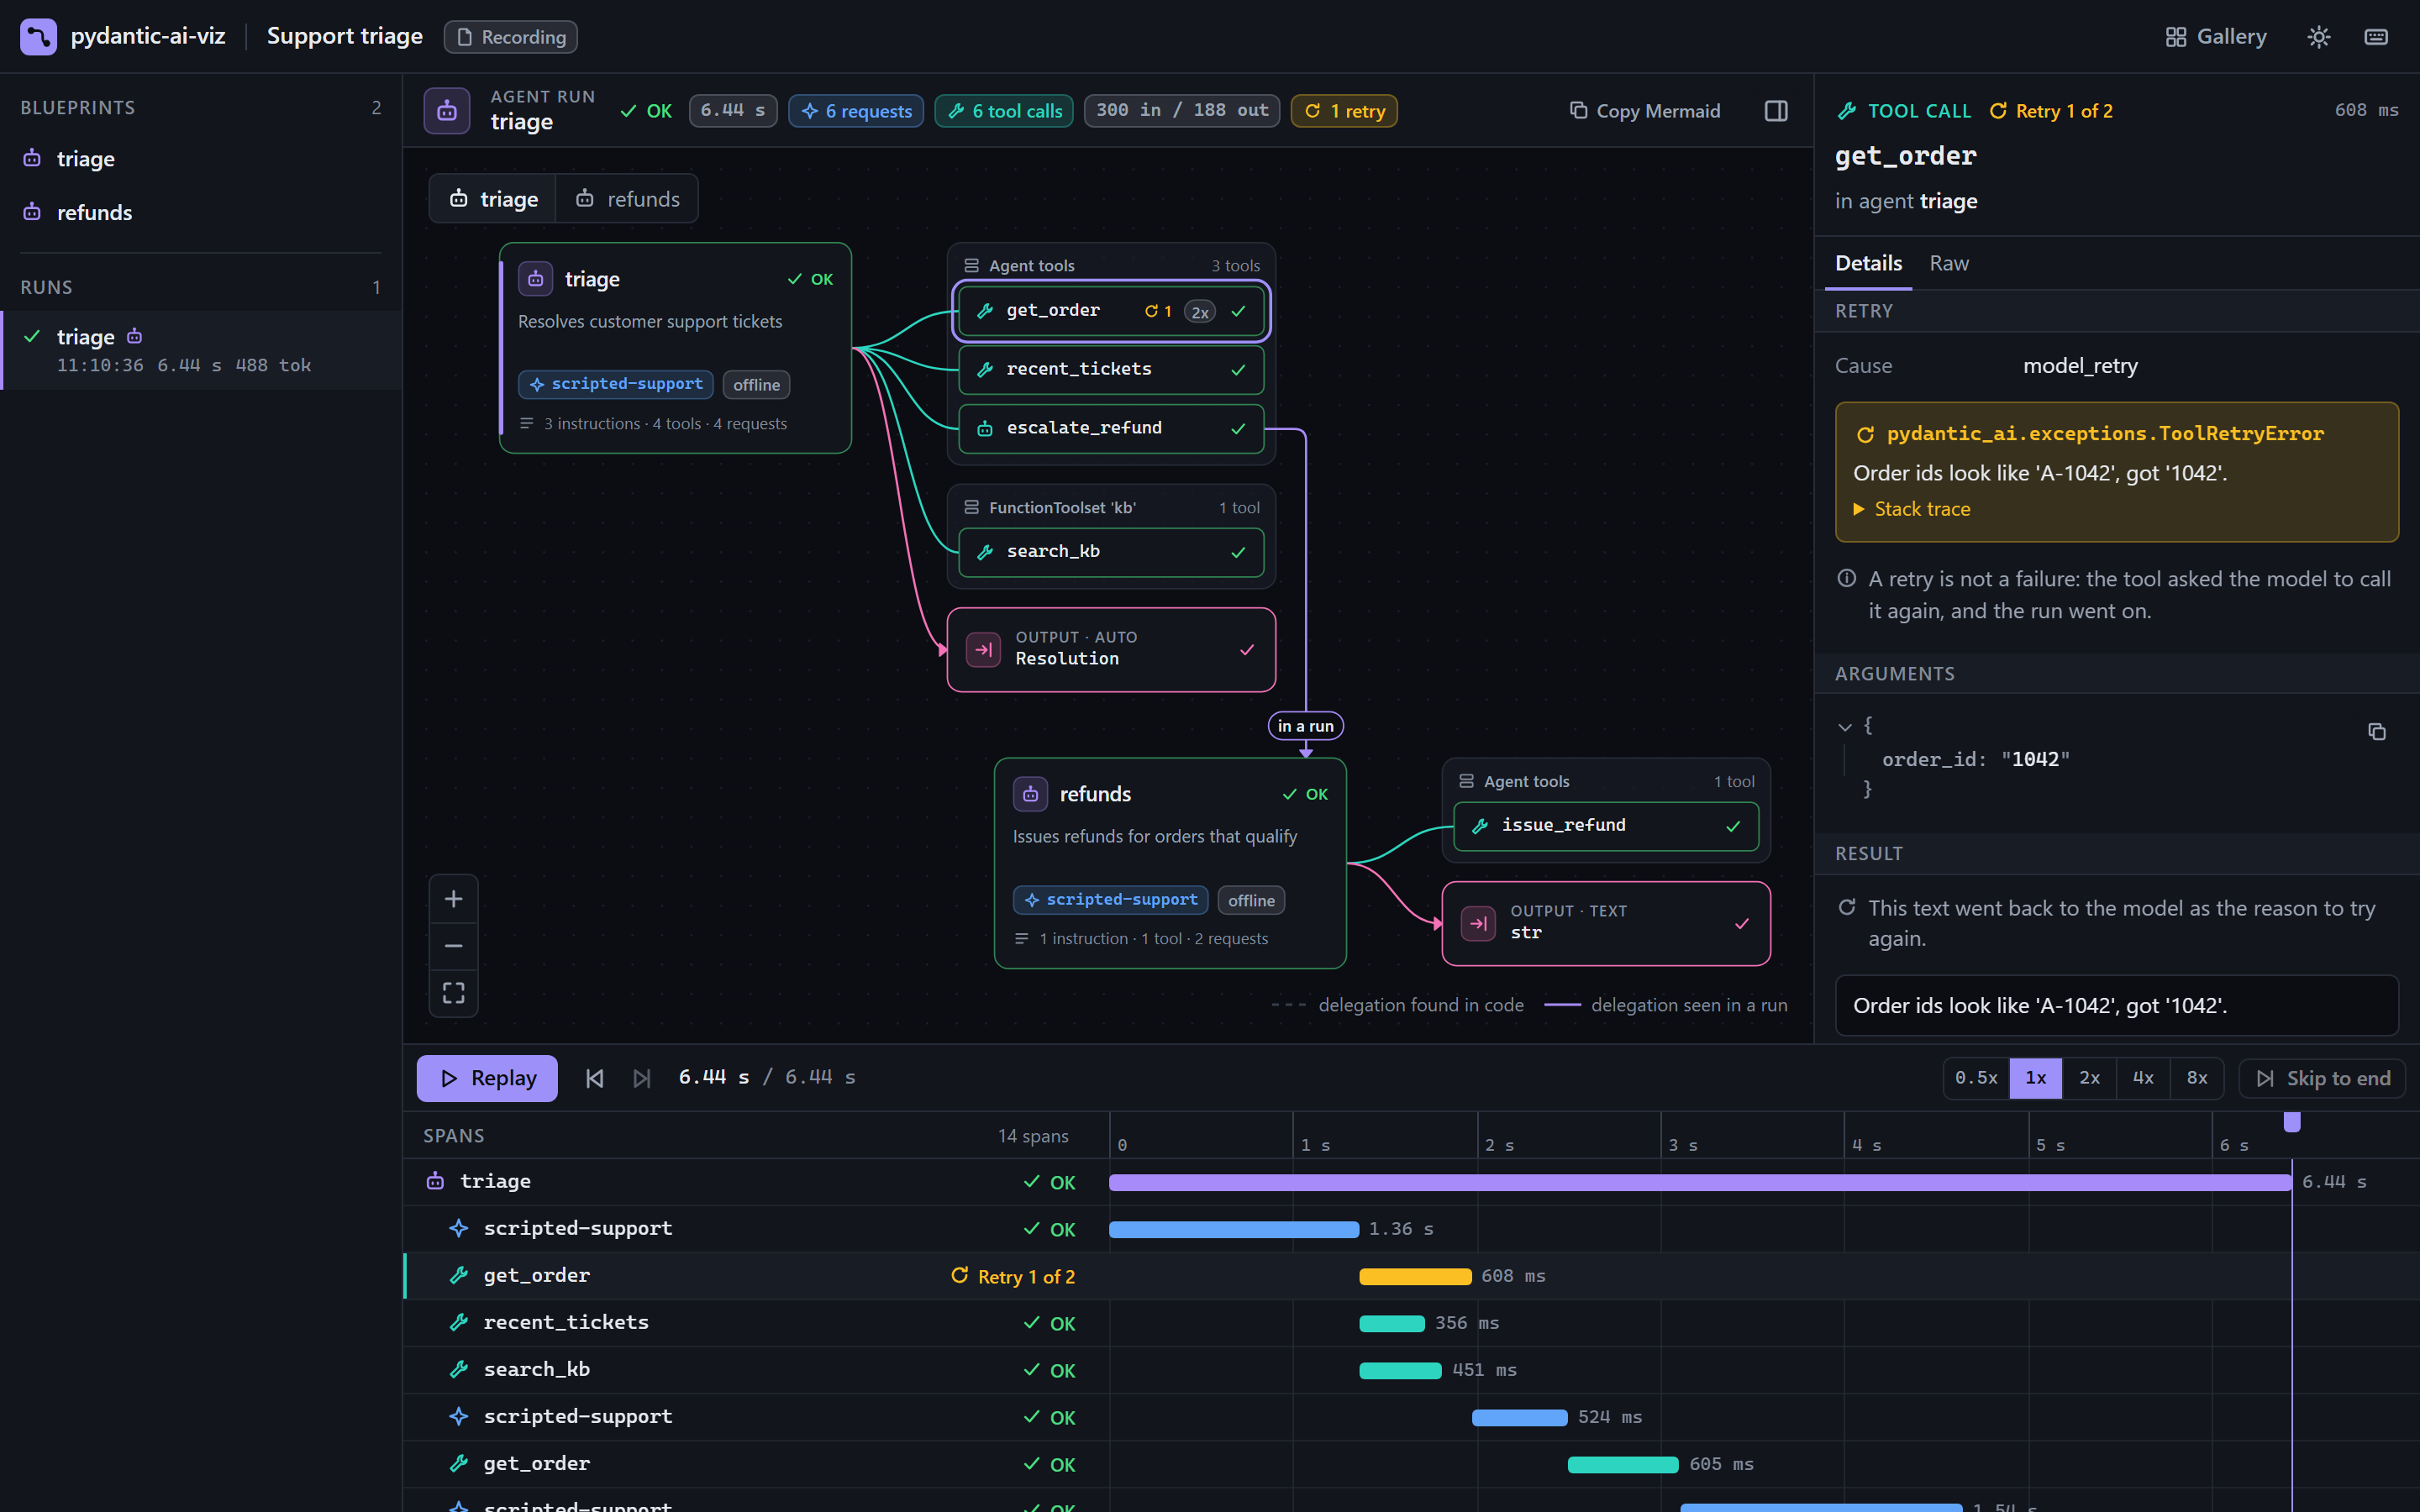 pydantic-ai-viz
Support triage
Recording
Gallery
BLUEPRINTS 2
triage
refunds
RUNS 1
triage
11:10:36 6.44 s 488 tok
AGENT RUN
triage
OK
6.44 s
6 requests
6 tool calls
300 in / 188 out
1 retry
Copy Mermaid
triage
refunds
triage
OK
Resolves customer support tickets
scripted-support
offline
3 instructions · 4 tools · 4 requests
Agent tools 3 tools
get_order 1 2x
recent_tickets
escalate_refund
FunctionToolset 'kb' 1 tool
search_kb
OUTPUT · AUTO
Resolution
in a run
refunds
OK
Issues refunds for orders that qualify
scripted-support
offline
1 instruction · 1 tool · 2 requests
Agent tools 1 tool
issue_refund
OUTPUT · TEXT
str
delegation found in code
delegation seen in a run
TOOL CALL Retry 1 of 2 608 ms
get_order
in agent triage
Details Raw
RETRY
Cause model_retry
pydantic_ai.exceptions.ToolRetryError
Order ids look like 'A-1042', got '1042'.
Stack trace
A retry is not a failure: the tool asked the model to call
it again, and the run went on.
ARGUMENTS
{
order_id: "1042"
}
RESULT
This text went back to the model as the reason to try
again.
Order ids look like 'A-1042', got '1042'.
Replay
6.44 s / 6.44 s
0.5x 1x 2x 4x 8x
Skip to end
SPANS 14 spans
0 1 s 2 s 3 s 4 s 5 s 6 s
triage OK 6.44 s
scripted-support OK 1.36 s
get_order Retry 1 of 2 608 ms
recent_tickets OK 356 ms
search_kb OK 451 ms
scripted-support OK 524 ms
get_order OK 605 ms
scripted-support OK 1.54 s